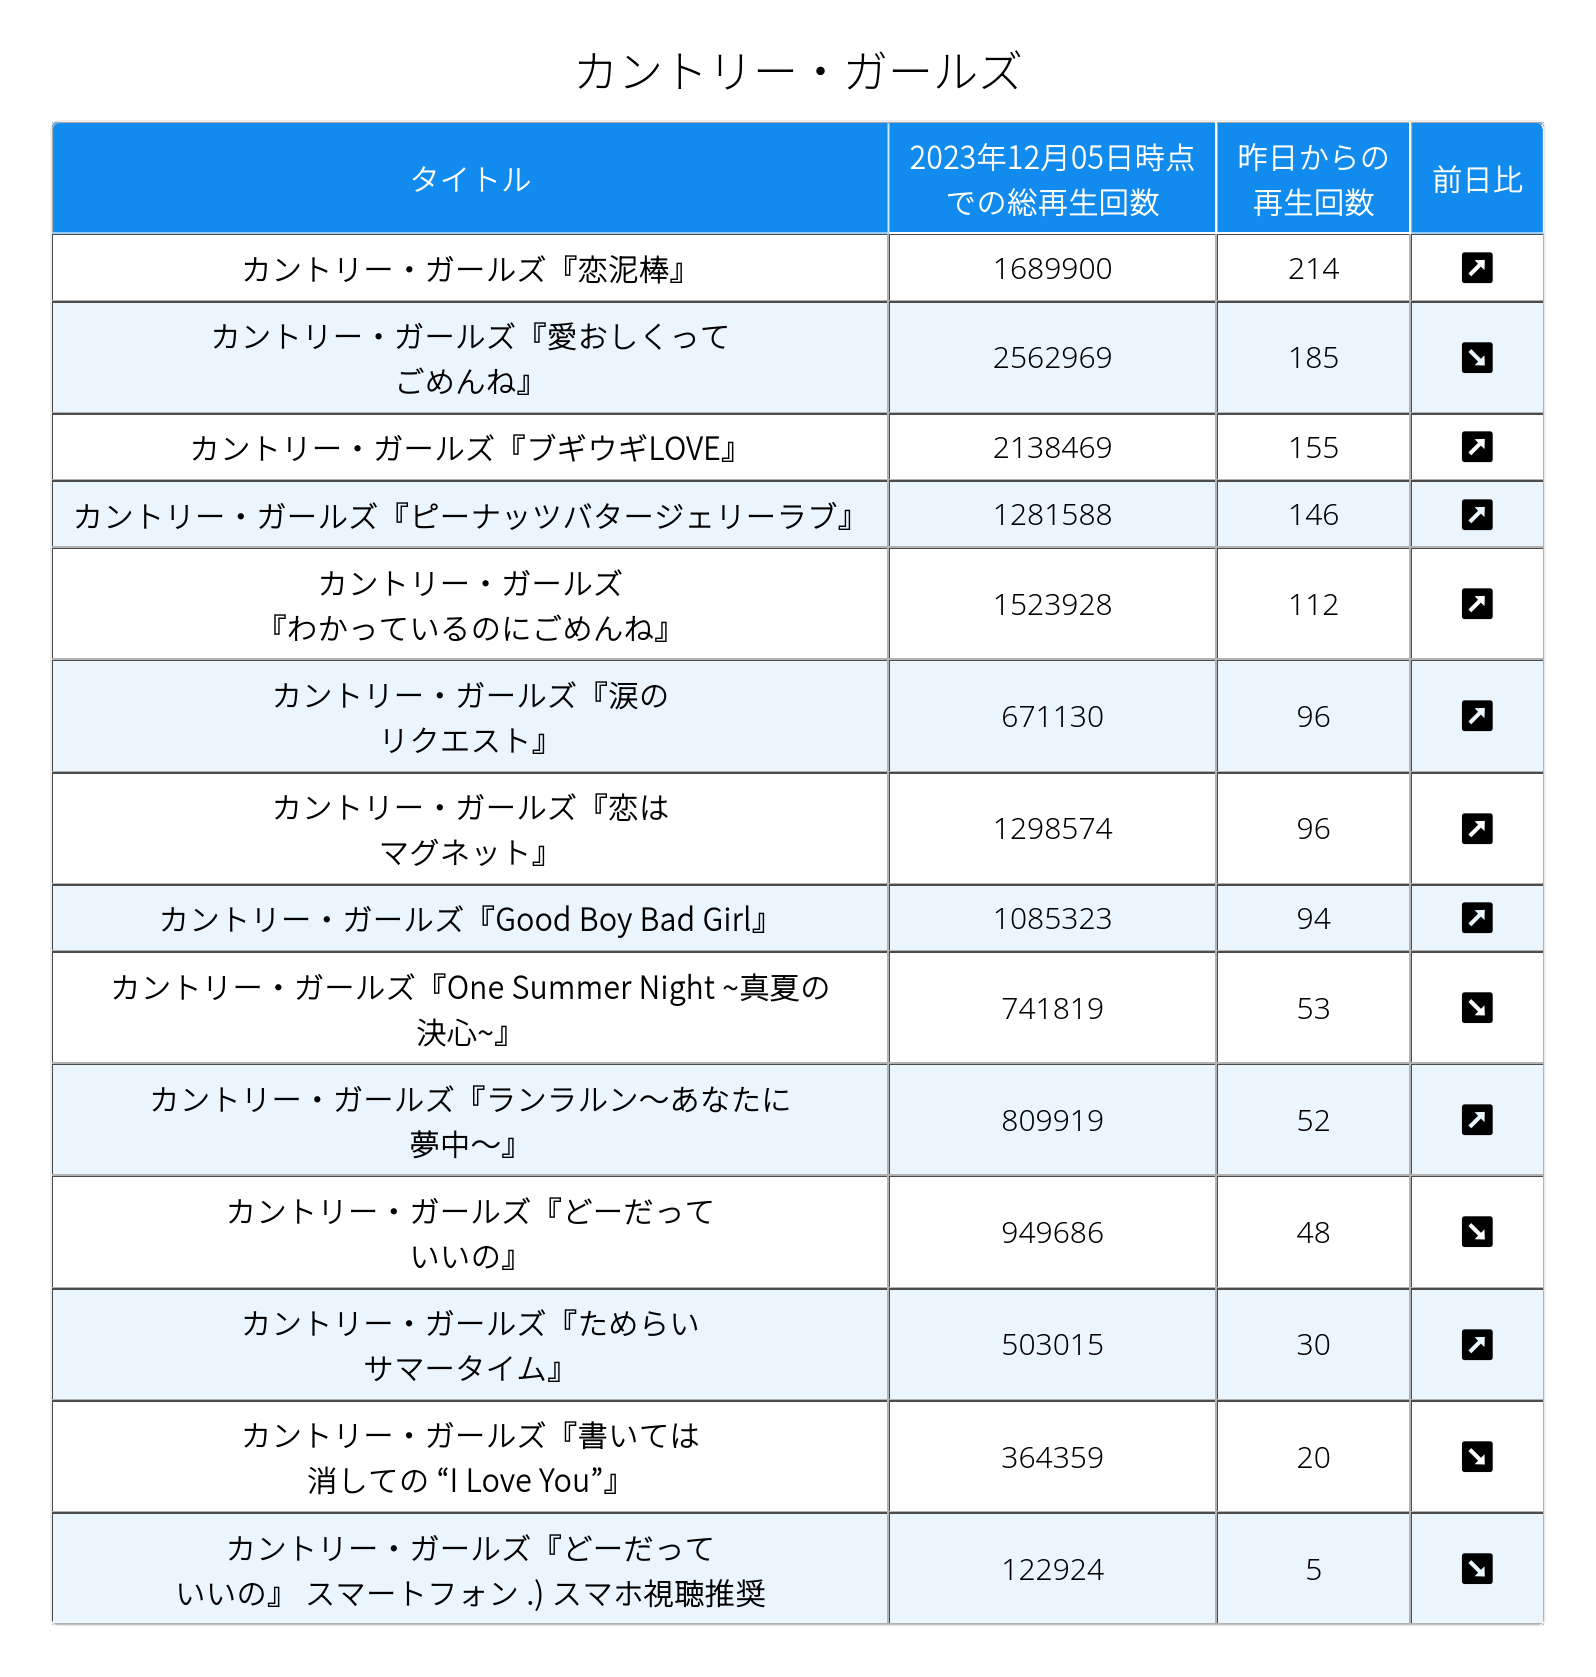 カントリー・ガールズ
タイトル
2023年12月05日時点
での総再生回数
昨日からの
再生回数
前日比
カントリー・ガールズ『恋泥棒』
1689900
214
カントリー・ガールズ『愛おしくって
ごめんね』
2562969
185
カントリー・ガールズ『ブギウギLOVE』
2138469
155
カントリー・ガールズ『ピーナッツバタージェリーラブ』
1281588
146
カントリー・ガールズ
『わかっているのにごめんね』
1523928
112
カントリー・ガールズ『涙の
リクエスト』
671130
96
カントリー・ガールズ『恋は
マグネット』
1298574
96
カントリー・ガールズ『Good Boy Bad Girl』
1085323
94
カントリー・ガールズ『One Summer Night ~真夏の
決心~』
741819
53
カントリー・ガールズ『ランラルン〜あなたに
夢中〜』
809919
52
カントリー・ガールズ『どーだって
いいの』
949686
48
カントリー・ガールズ『ためらい
サマータイム』
503015
30
カントリー・ガールズ『書いては
消しての “I Love You”』
364359
20
カントリー・ガールズ『どーだって
いいの』 スマートフォン .) スマホ視聴推奨
122924
5